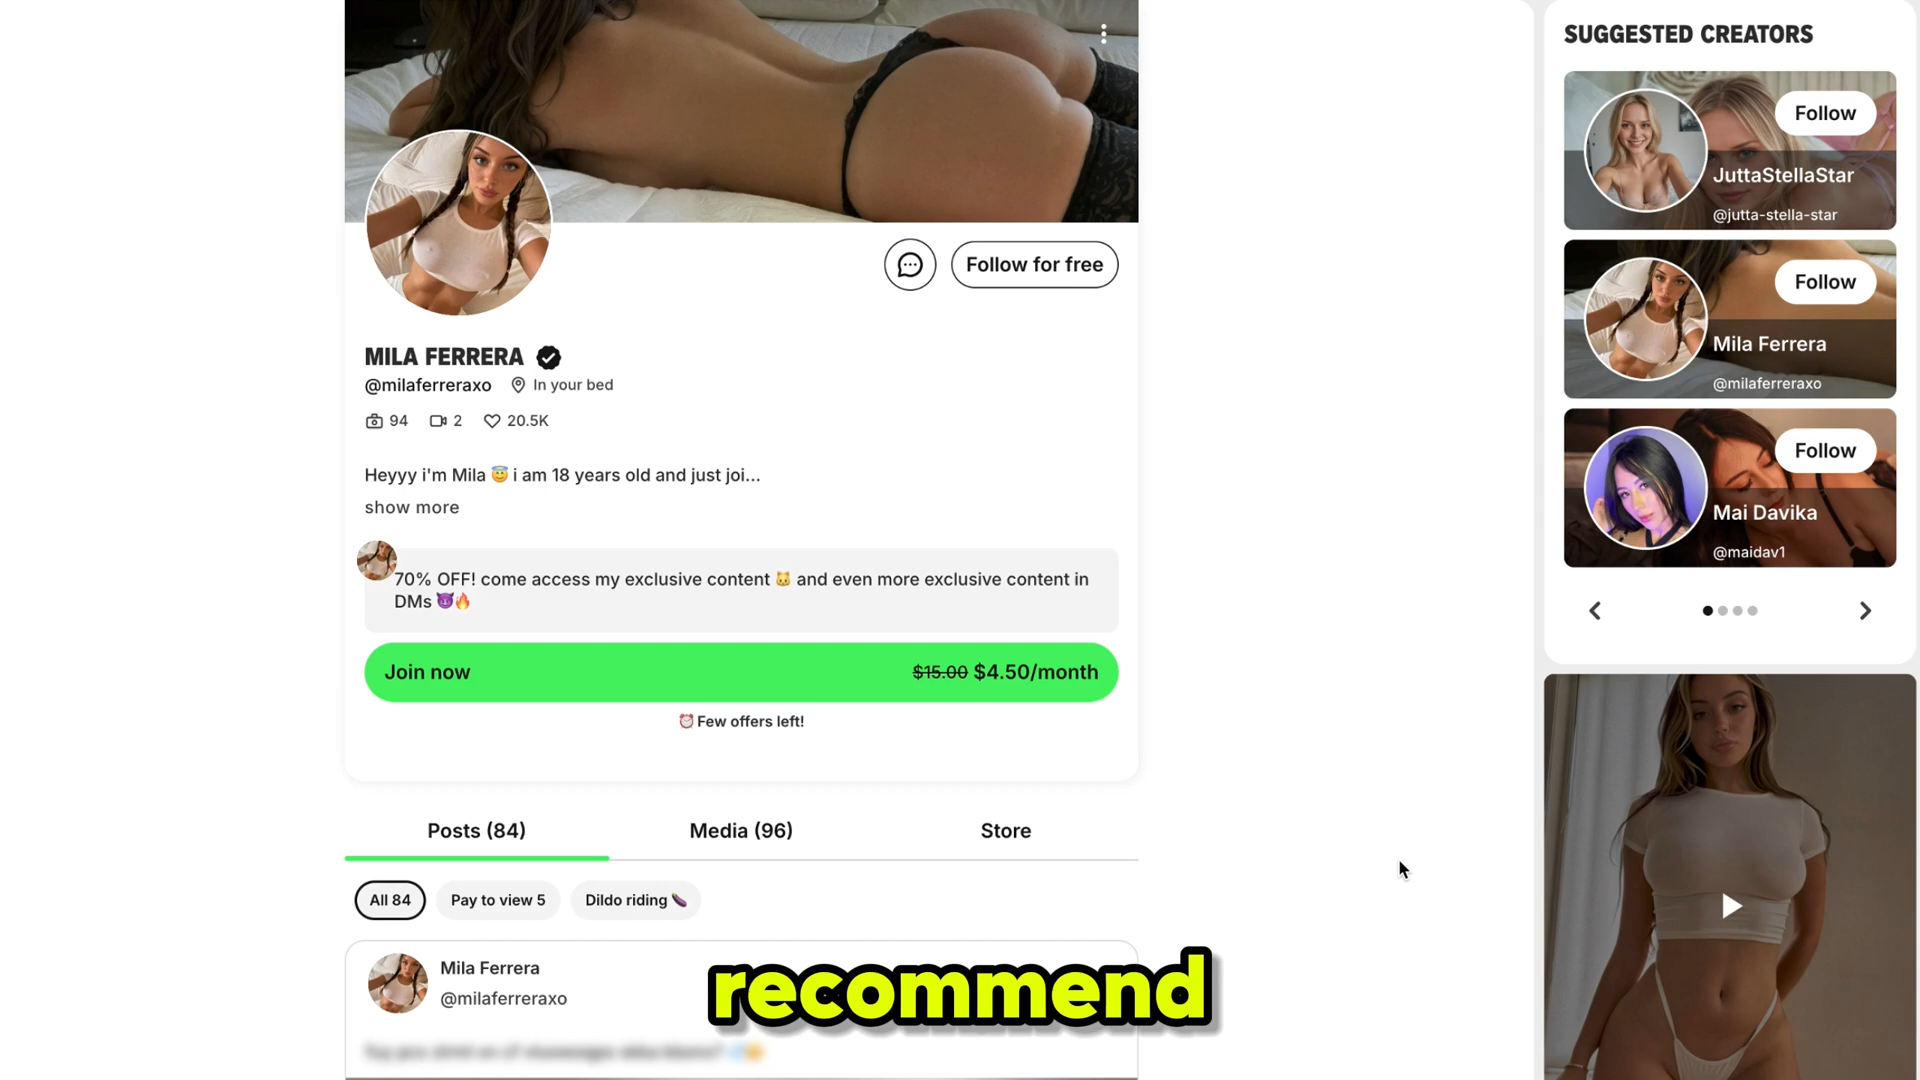 Follow for free
MILA FERRERA
@milaferreraxo In your bed
94 2 20.5K
Heyyy i'm Mila 😇 i am 18 years old and just joi...
show more
70% OFF! come access my exclusive content 🐱 and even more exclusive content in
DMs 😈🔥
Join now $15.00 $4.50/month
⏰ Few offers left!
Posts (84) Media (96) Store
All 84 Pay to view 5 Dildo riding 🍆
Mila Ferrera
@milaferreraxo
recommend
SUGGESTED CREATORS
Follow
JuttaStellaStar
@jutta-stella-star
Follow
Mila Ferrera
@milaferreraxo
Follow
Mai Davika
@maidav1